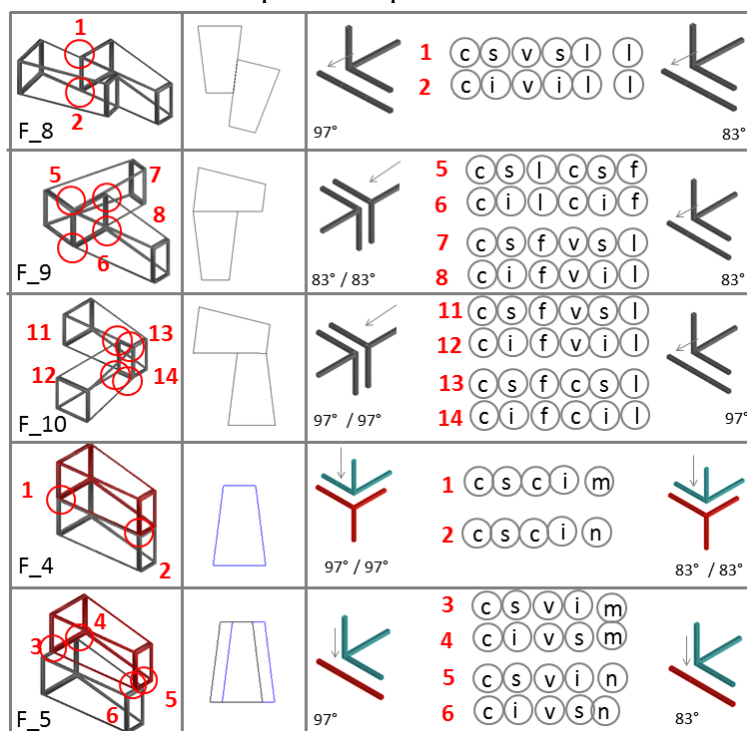 1
2
F_8
97°
1 c s v s l l
2 c i v i l l
83°
5
7
8
6
F_9
83° / 83°
5 c s l c s f
6 c i l c i f
7 c s f v s l
8 c i f v i l
83°
11
13
12
14
F_10
97° / 97°
11 c s f v s l
12 c i f v i l
13 c s f c s l
14 c i f c i l
97°
1
2
F_4
97° / 97°
1 c s c i m
2 c s c i n
83° / 83°
4
3
5
6
F_5
97°
3 c s v i m
4 c i v s m
5 c s v i n
6 c i v s n
83°